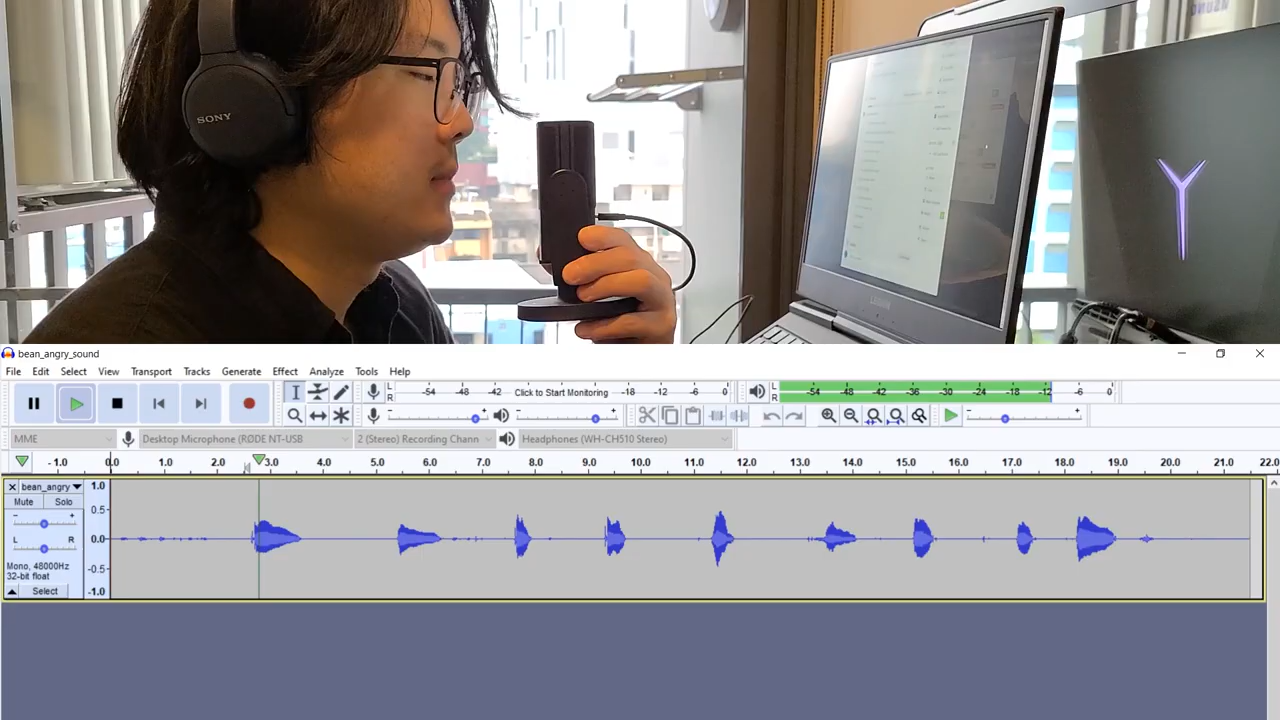 SONY
LEGION
bean_angry_sound
File Edit Select View Transport Tracks Generate Effect Analyze Tools Help
L R -54 -48 -42 Click to Start Monitoring -18 -12 -6 0 L R -54 -48 -42 -36 -30 -24 -18 -12 -6 0
- + - + - +
MME Desktop Microphone (RØDE NT-USB 2 (Stereo) Recording Chann Headphones (WH-CH510 Stereo)
-1.0 0.0 1.0 2.0 3.0 4.0 5.0 6.0 7.0 8.0 9.0 10.0 11.0 12.0 13.0 14.0 15.0 16.0 17.0 18.0 19.0 20.0 21.0 22.0
bean_angry 1.0
Mute Solo
- + 0.5
L R 0.0
Mono, 48000Hz
32-bit float -0.5
Select -1.0